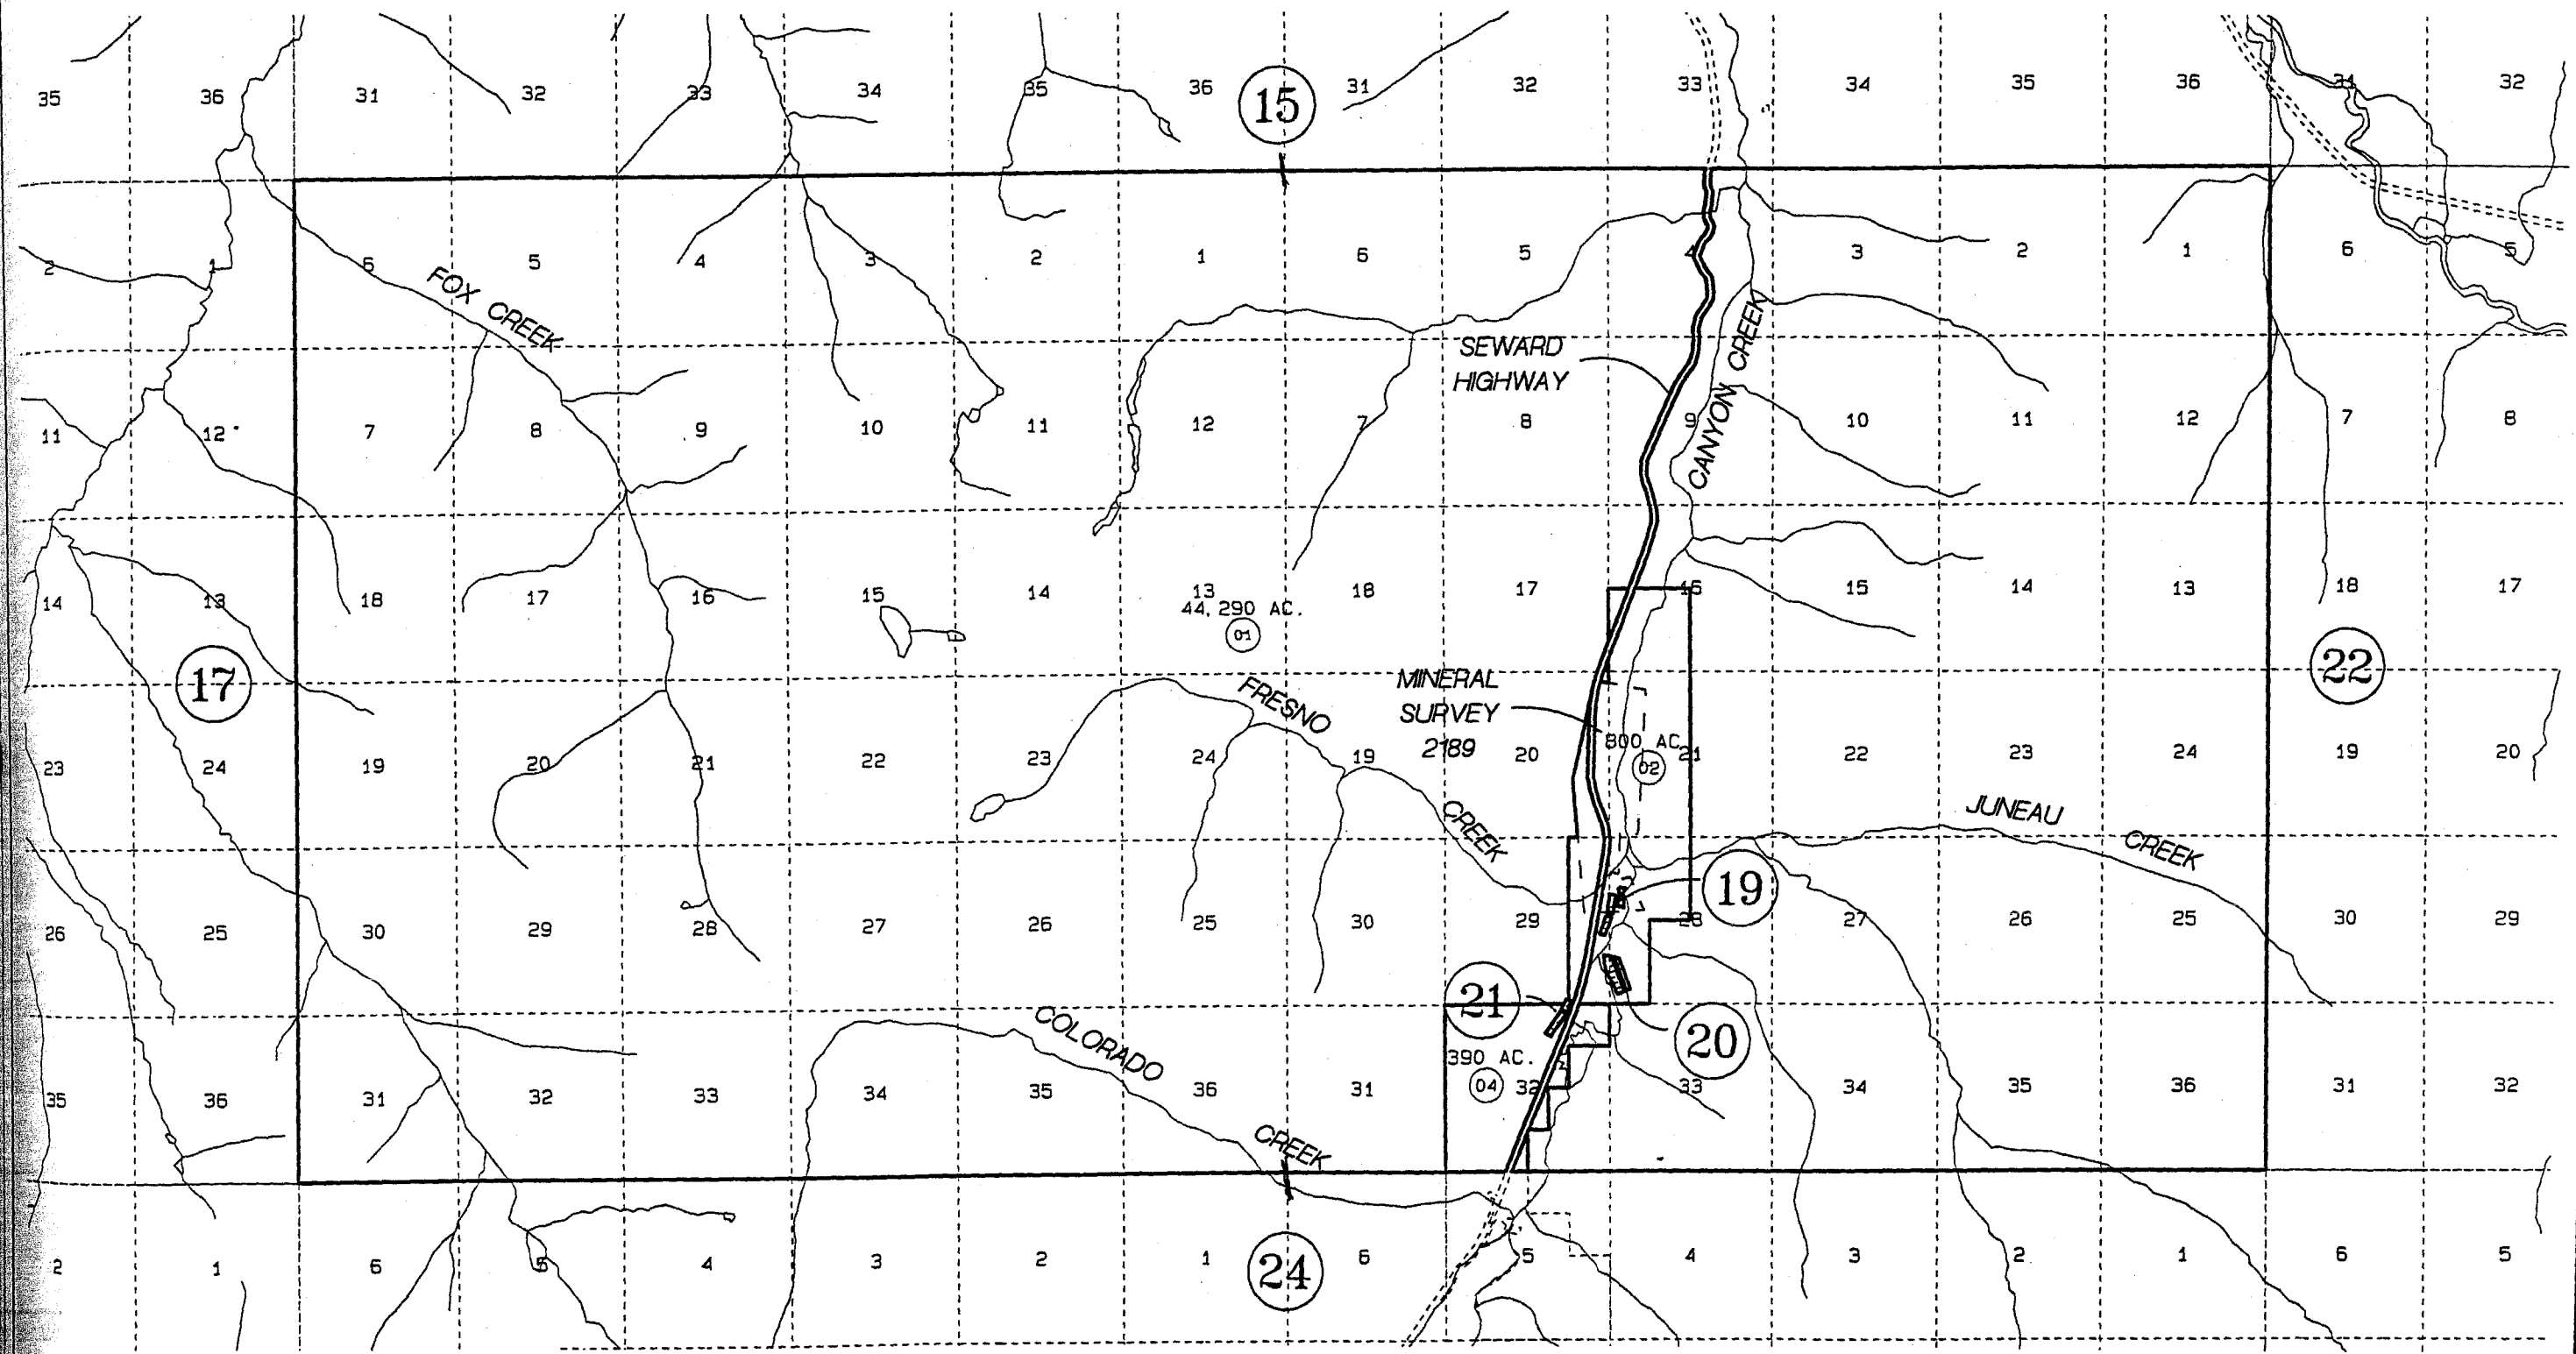 35 36 31 32 33 34 35 36 31 32 33 34 35 36 31 32
15
2 1 6 5 4 3 2 1 6 5 4 3 2 1 6 5
FOX CREEK
SEWARD
HIGHWAY
CANYON CREEK
11 12 7 8 9 10 11 12 7 8 9 10 11 12 7 8
14 13 18 17 16 15 14 13 18 17 16 15 14 13 18 17
44,290 AC.
01
17
22
MINERAL
SURVEY
2189
FRESNO
CREEK
800 AC
02
23 24 19 20 21 22 23 24 19 20 21 22 23 24 19 20
JUNEAU
CREEK
19
26 25 30 29 28 27 26 25 30 29 28 27 26 25 30 29
21
20
COLORADO
CREEK
390 AC.
04
35 36 31 32 33 34 35 36 31 32 33 34 35 36 31 32
2 1 6 5 4 3 2 1 6 5 4 3 2 1 6 5
24